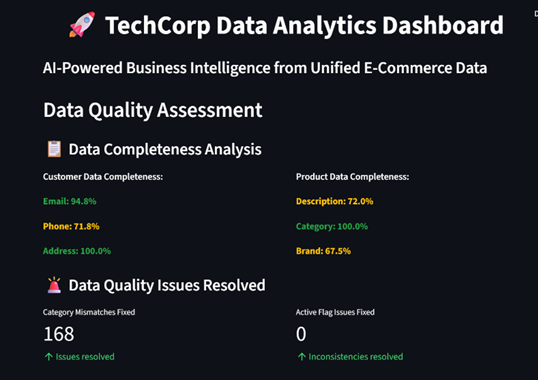 🚀 TechCorp Data Analytics Dashboard
AI-Powered Business Intelligence from Unified E-Commerce Data
Data Quality Assessment
📋 Data Completeness Analysis
Customer Data Completeness:
Email: 94.8%
Phone: 71.8%
Address: 100.0%
Product Data Completeness:
Description: 72.0%
Category: 100.0%
Brand: 67.5%
🚨 Data Quality Issues Resolved
Category Mismatches Fixed
168
↑ Issues resolved
Active Flag Issues Fixed
0
↑ Inconsistencies resolved